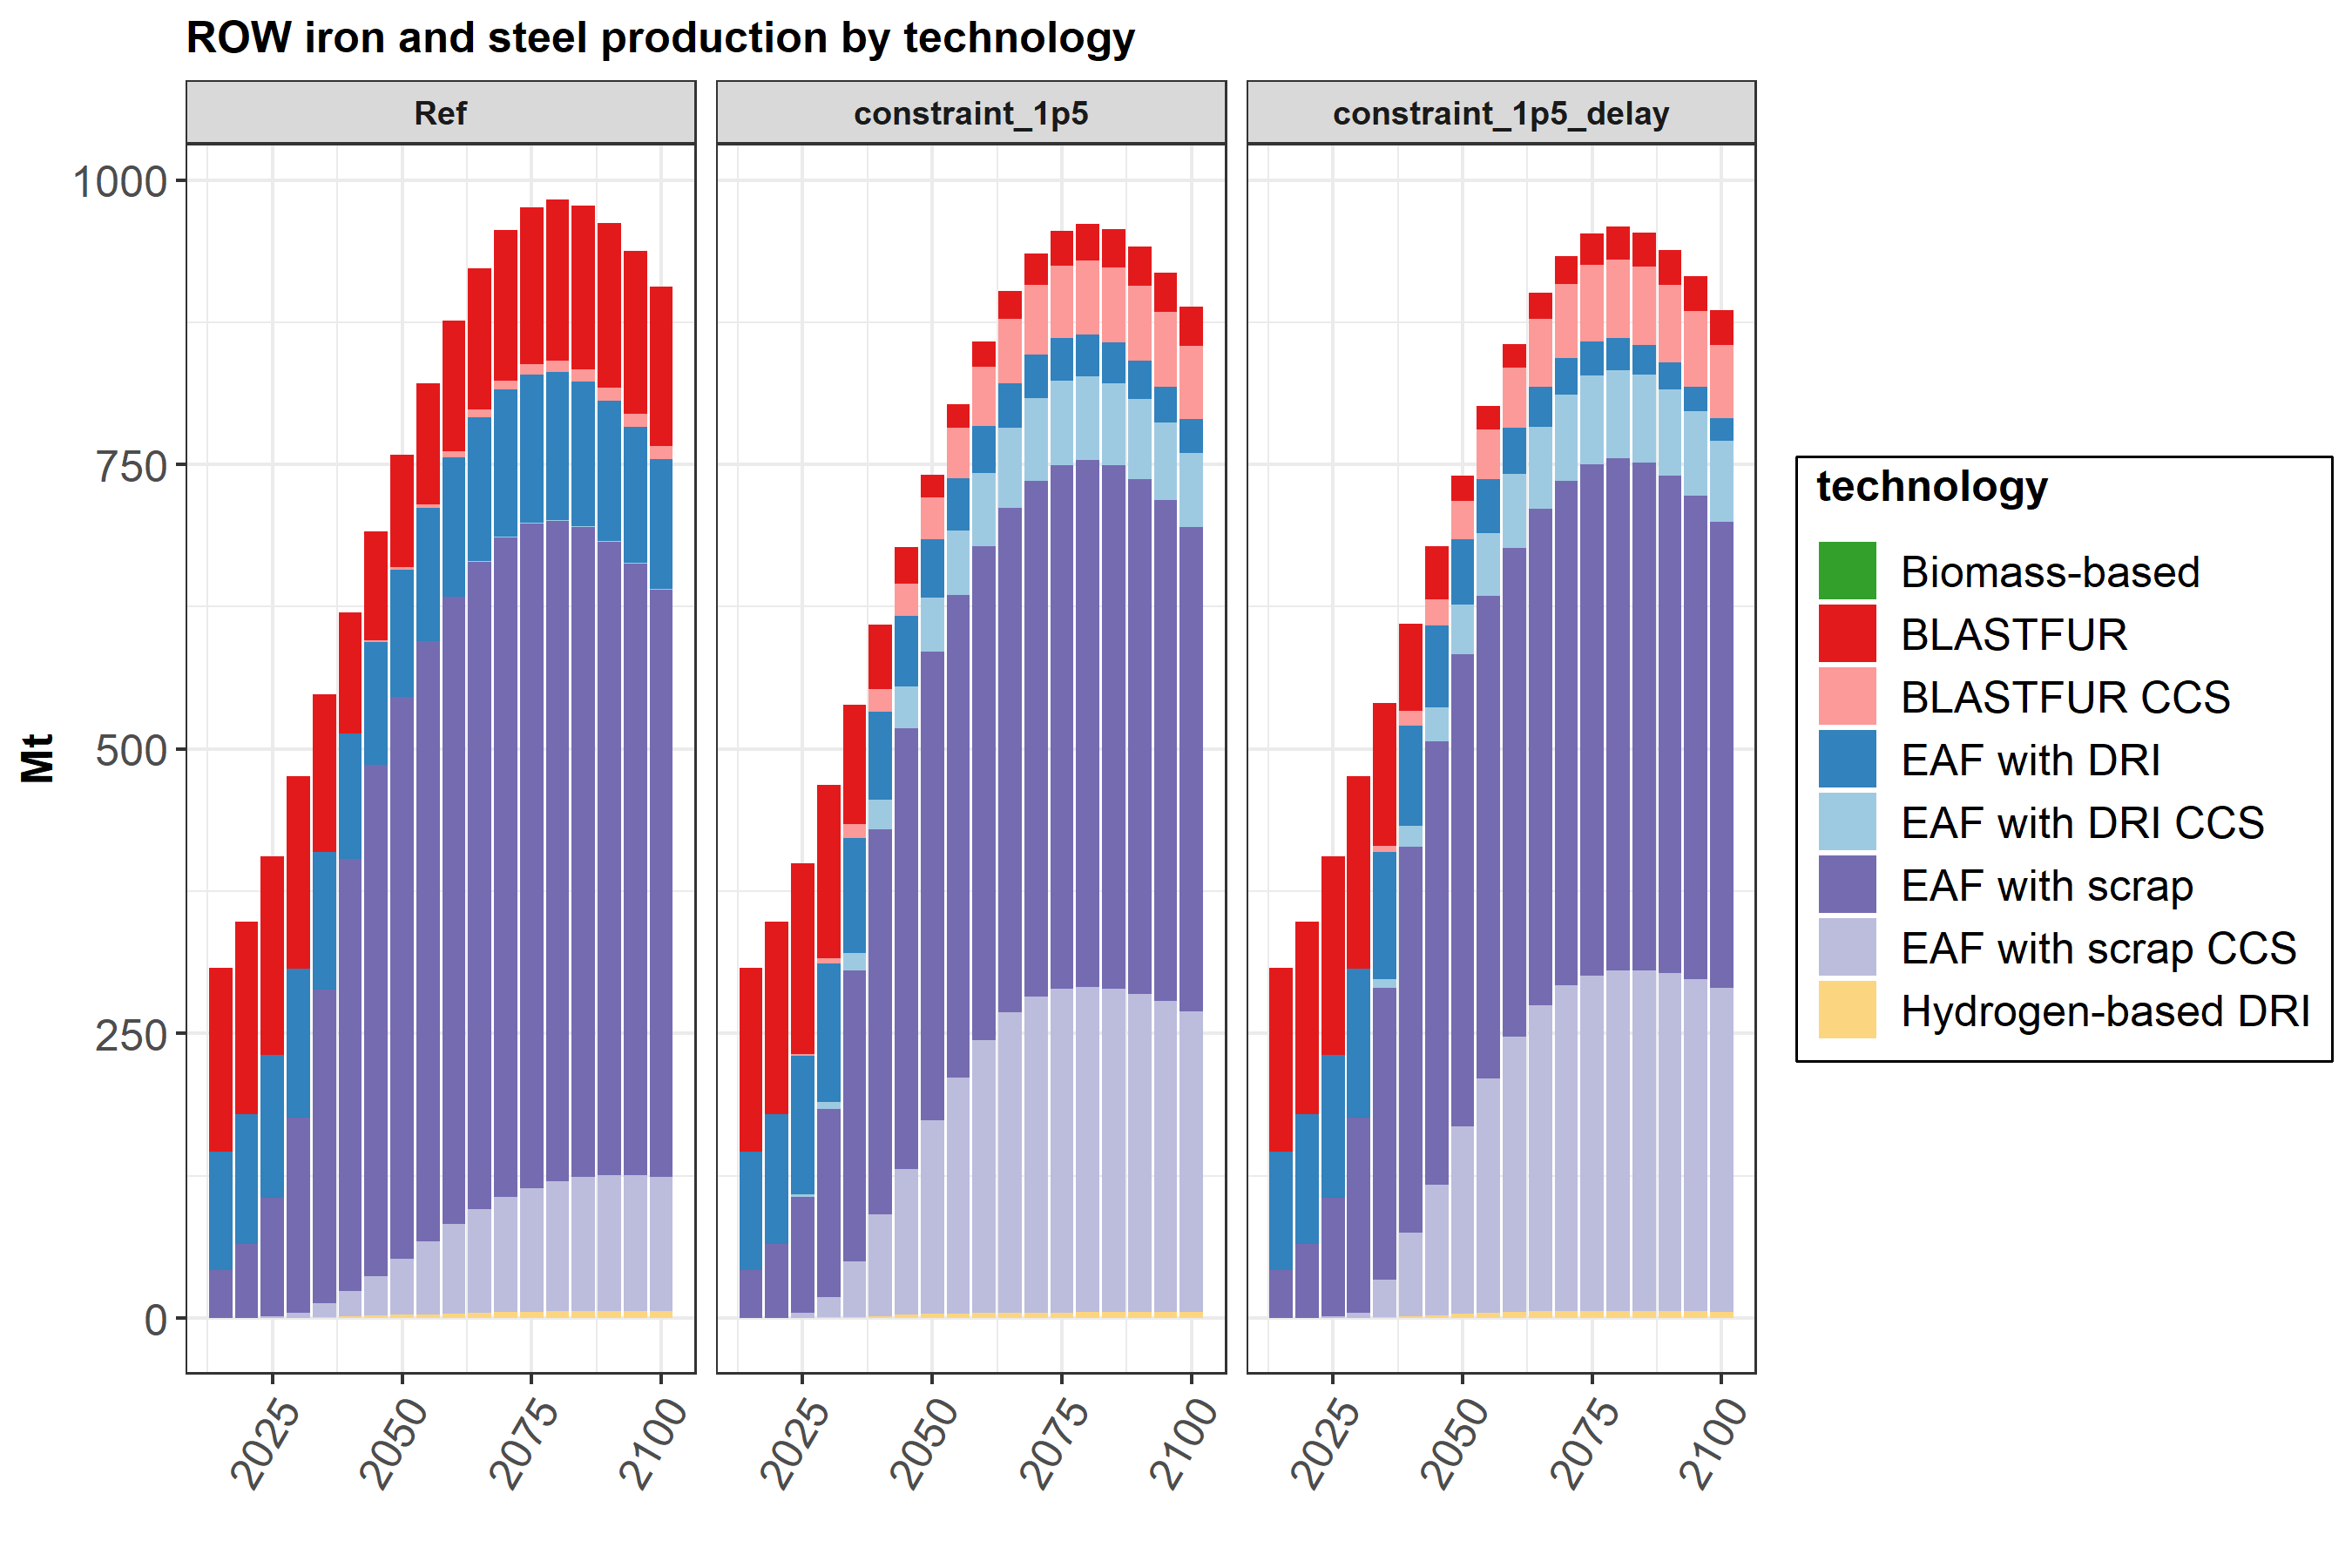 ROW iron and steel production by technology
Ref
constraint_1p5
constraint_1p5_delay
Mt
1000
750
500
250
0
2025
2050
2075
2100
2025
2050
2075
2100
2025
2050
2075
2100
technology
Biomass-based
BLASTFUR
BLASTFUR CCS
EAF with DRI
EAF with DRI CCS
EAF with scrap
EAF with scrap CCS
Hydrogen-based DRI